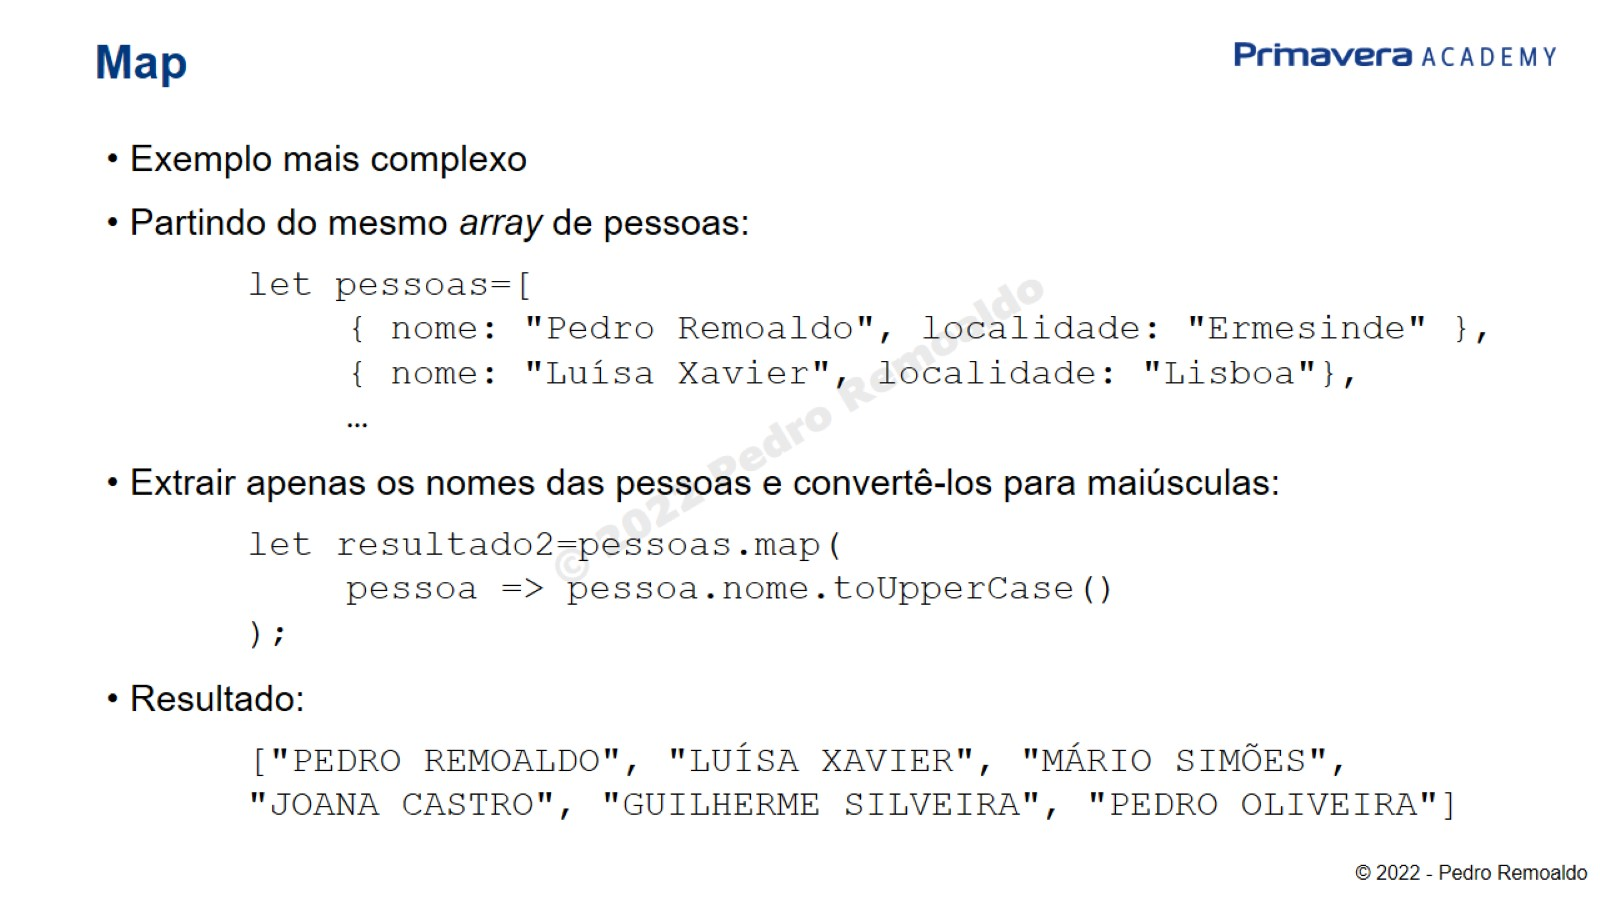 Map
Primavera ACADEMY
• Exemplo mais complexo
• Partindo do mesmo array de pessoas:
let pessoas=[
{ nome: "Pedro Remoaldo", localidade: "Ermesinde" },
{ nome: "Luísa Xavier", localidade: "Lisboa"},
…
• Extrair apenas os nomes das pessoas e convertê-los para maiúsculas:
let resultado2=pessoas.map(
pessoa => pessoa.nome.toUpperCase()
);
• Resultado:
["PEDRO REMOALDO", "LUÍSA XAVIER", "MÁRIO SIMÕES",
"JOANA CASTRO", "GUILHERME SILVEIRA", "PEDRO OLIVEIRA"]
© 2022 Pedro Remoaldo
© 2022 - Pedro Remoaldo